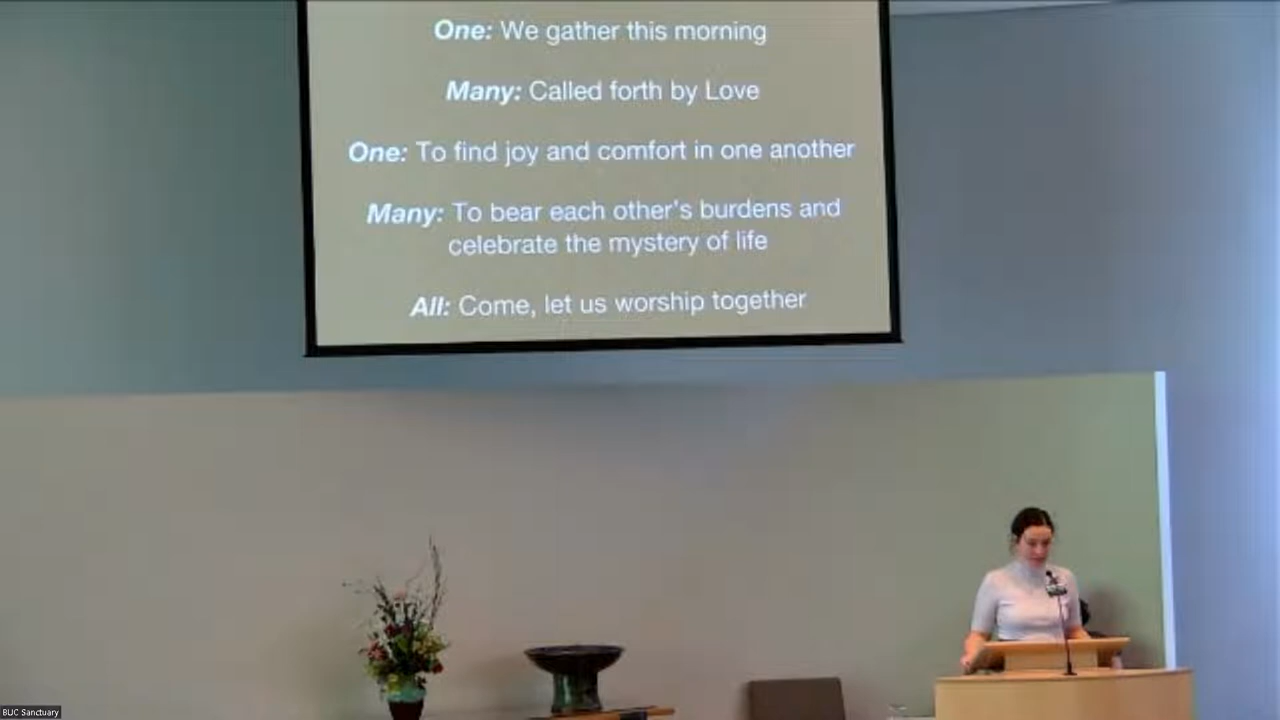 One: We gather this morning
Many: Called forth by Love
One: To find joy and comfort in one another
Many: To bear each other's burdens and
celebrate the mystery of life
All: Come, let us worship together
BUC Sanctuary